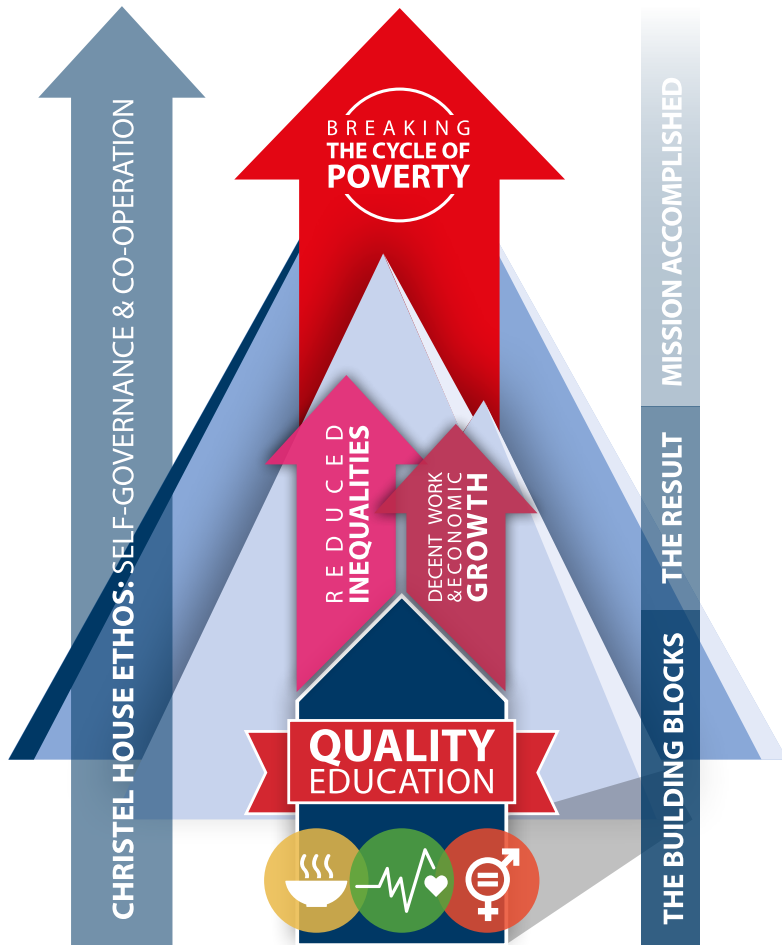 CHRISTEL HOUSE ETHOS: SELF-GOVERNANCE & CO-OPERATION
BREAKING
THE CYCLE OF
POVERTY
REDUCED
INEQUALITIES
DECENT WORK
& ECONOMIC
GROWTH
QUALITY
EDUCATION
MISSION ACCOMPLISHED
THE RESULT
THE BUILDING BLOCKS